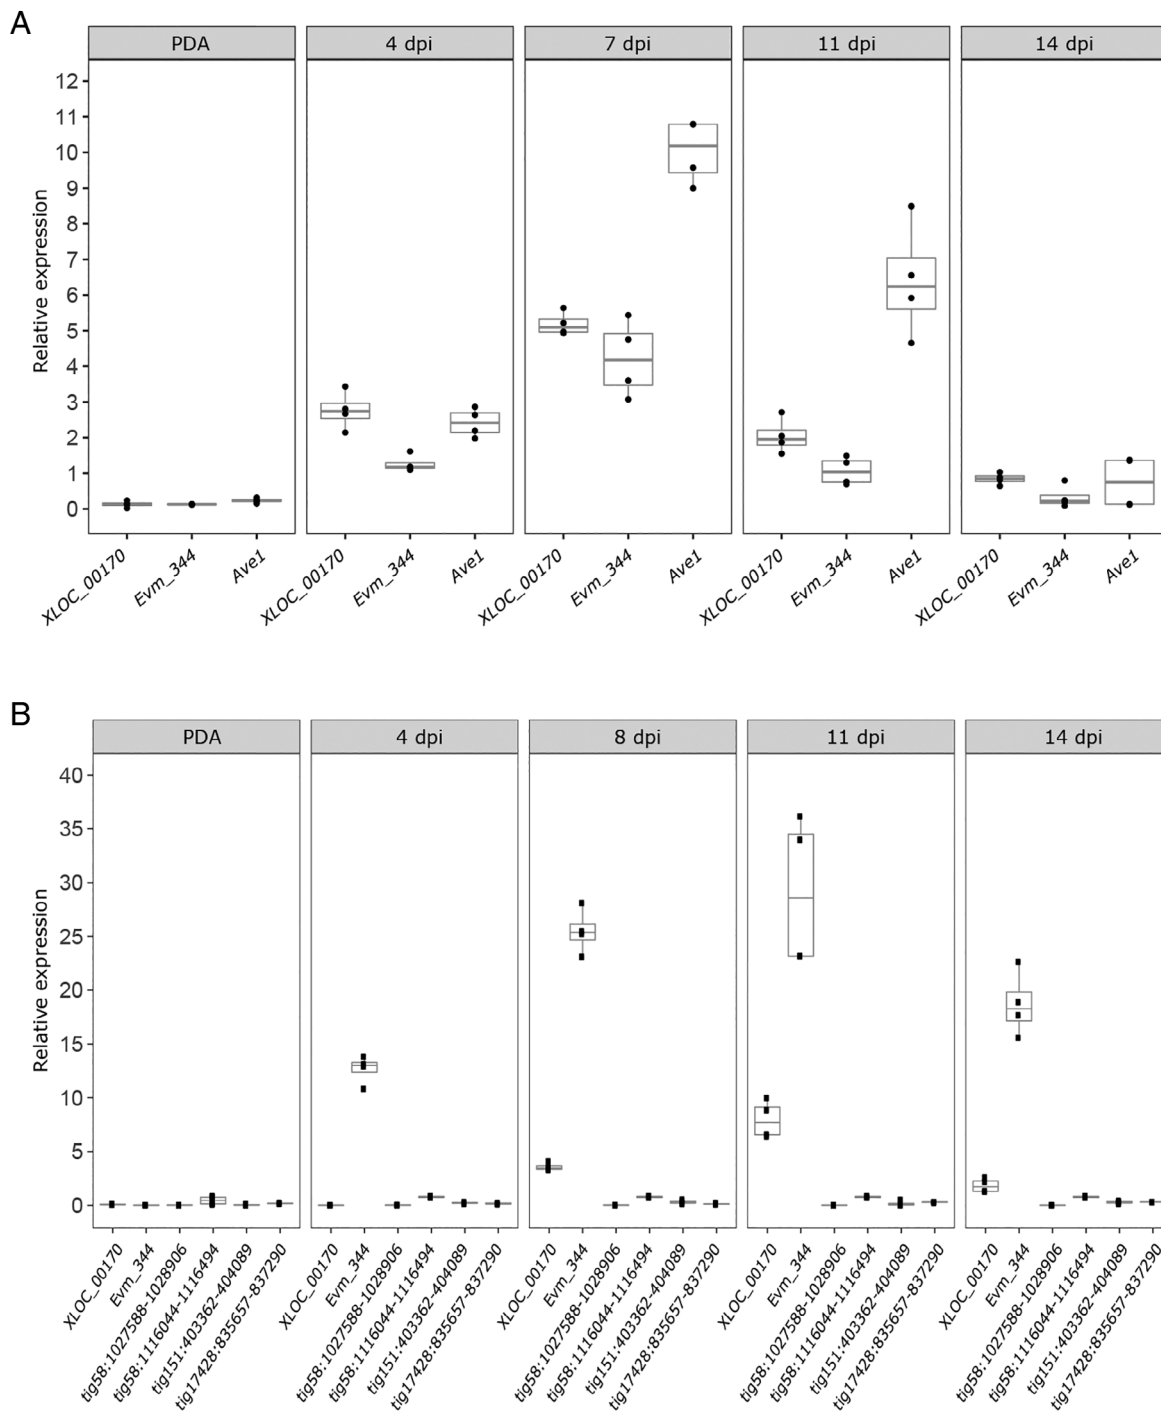 A
PDA 4 dpi 7 dpi 11 dpi 14 dpi
Relative expression
12
11
10
9
8
7
6
5
4
3
2
1
0
XLOC_00170 Evm_344 Ave1 XLOC_00170 Evm_344 Ave1 XLOC_00170 Evm_344 Ave1 XLOC_00170 Evm_344 Ave1 XLOC_00170 Evm_344 Ave1
B
PDA 4 dpi 8 dpi 11 dpi 14 dpi
Relative expression
40
35
30
25
20
15
10
5
0
XLOC_00170 Evm_344 tig58:1027588-1028906 tig58:1116044-1116494 tig151:403362-404089 tig17428:835657-837290 XLOC_00170 Evm_344 tig58:1027588-1028906 tig58:1116044-1116494 tig151:403362-404089 tig17428:835657-837290 XLOC_00170 Evm_344 tig58:1027588-1028906 tig58:1116044-1116494 tig151:403362-404089 tig17428:835657-837290 XLOC_00170 Evm_344 tig58:1027588-1028906 tig58:1116044-1116494 tig151:403362-404089 tig17428:835657-837290 XLOC_00170 Evm_344 tig58:1027588-1028906 tig58:1116044-1116494 tig151:403362-404089 tig17428:835657-837290